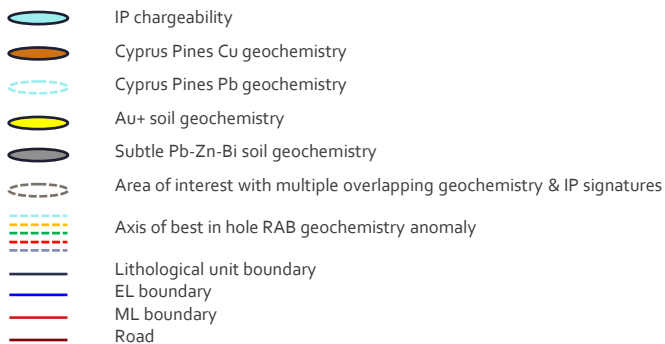 IP chargeability
Cyprus Pines Cu geochemistry
Cyprus Pines Pb geochemistry
Au+ soil geochemistry
Subtle Pb-Zn-Bi soil geochemistry
Area of interest with multiple overlapping geochemistry & IP signatures
Axis of best in hole RAB geochemistry anomaly
Lithological unit boundary
EL boundary
ML boundary
Road